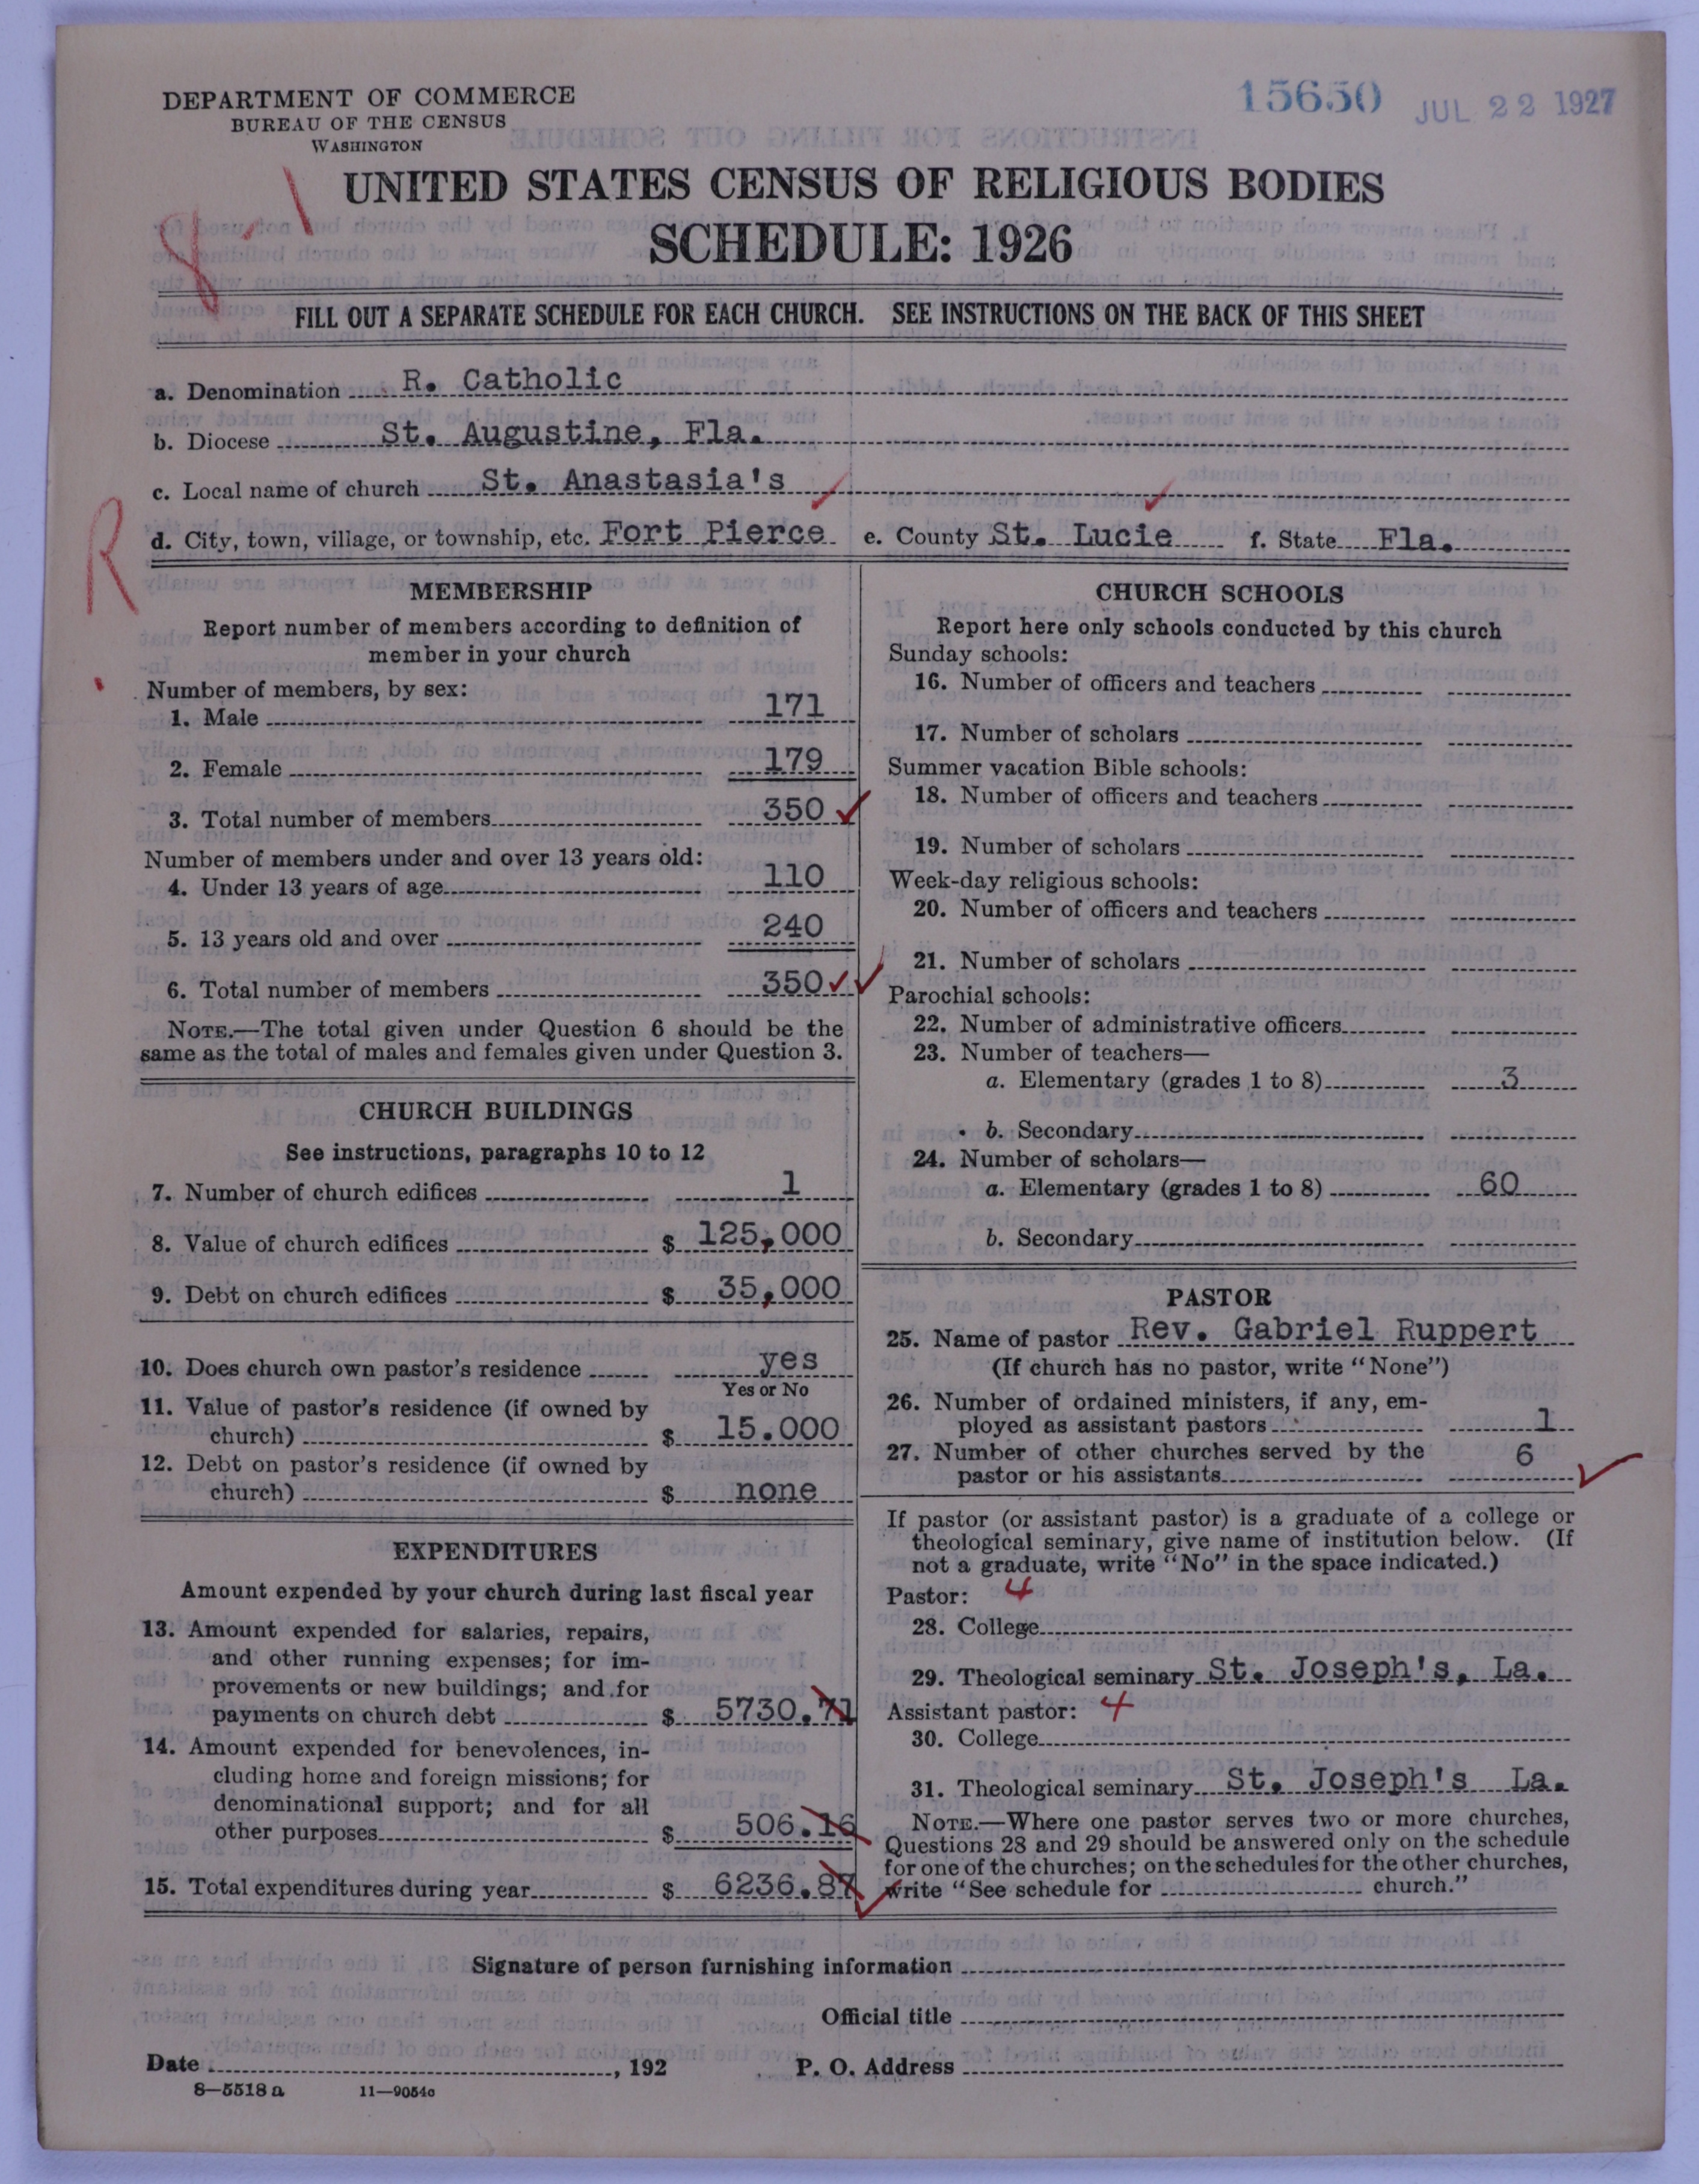 DEPARTMENT OF COMMERCE
BUREAU OF THE CENSUS
WASHINGTON
15650 JUL 22 1927
UNITED STATES CENSUS OF RELIGIOUS BODIES
SCHEDULE: 1926
8-1
FILL OUT A SEPARATE SCHEDULE FOR EACH CHURCH. SEE INSTRUCTIONS ON THE BACK OF THIS SHEET
a. Denomination R. Catholic
b. Diocese St. Augustine, Fla.
c. Local name of church St. Anastasia's
d. City, town, village, or township, etc. Fort Pierce e. County St. Lucie f. State Fla.
R
MEMBERSHIP
Report number of members according to definition of
member in your church
Number of members, by sex:
1. Male 171
2. Female 179
3. Total number of members 350 ✓
Number of members under and over 13 years old:
4. Under 13 years of age 110
5. 13 years old and over 240
6. Total number of members 350 ✓✓
NOTE.—The total given under Question 6 should be the
same as the total of males and females given under Question 3.
CHURCH BUILDINGS
See instructions, paragraphs 10 to 12
7. Number of church edifices 1
8. Value of church edifices $ 125,000
9. Debt on church edifices $ 35,000
10. Does church own pastor's residence yes
Yes or No
11. Value of pastor's residence (if owned by
church) $ 15.000
12. Debt on pastor's residence (if owned by
church) $ none
EXPENDITURES
Amount expended by your church during last fiscal year
13. Amount expended for salaries, repairs,
and other running expenses; for im-
provements or new buildings; and for
payments on church debt $ 5730.71
14. Amount expended for benevolences, in-
cluding home and foreign missions; for
denominational support; and for all
other purposes $ 506.16
15. Total expenditures during year $ 6236.87
CHURCH SCHOOLS
Report here only schools conducted by this church
Sunday schools:
16. Number of officers and teachers
17. Number of scholars
Summer vacation Bible schools:
18. Number of officers and teachers
19. Number of scholars
Week-day religious schools:
20. Number of officers and teachers
21. Number of scholars
Parochial schools:
22. Number of administrative officers
23. Number of teachers—
a. Elementary (grades 1 to 8) 3
b. Secondary
24. Number of scholars—
a. Elementary (grades 1 to 8) 60
b. Secondary
PASTOR
25. Name of pastor Rev. Gabriel Ruppert
(If church has no pastor, write "None")
26. Number of ordained ministers, if any, em-
ployed as assistant pastors 1
27. Number of other churches served by the
pastor or his assistants 6 ✓
If pastor (or assistant pastor) is a graduate of a college or
theological seminary, give name of institution below. (If
not a graduate, write "No" in the space indicated.)
Pastor: 4
28. College
29. Theological seminary St. Joseph's, La.
Assistant pastor: 4
30. College
31. Theological seminary St. Joseph's La.
NOTE.—Where one pastor serves two or more churches,
Questions 28 and 29 should be answered only on the schedule
for one of the churches; on the schedules for the other churches,
write "See schedule for church."
Signature of person furnishing information
Official title
Date , 192 P. O. Address
8—5518 a 11—9054c